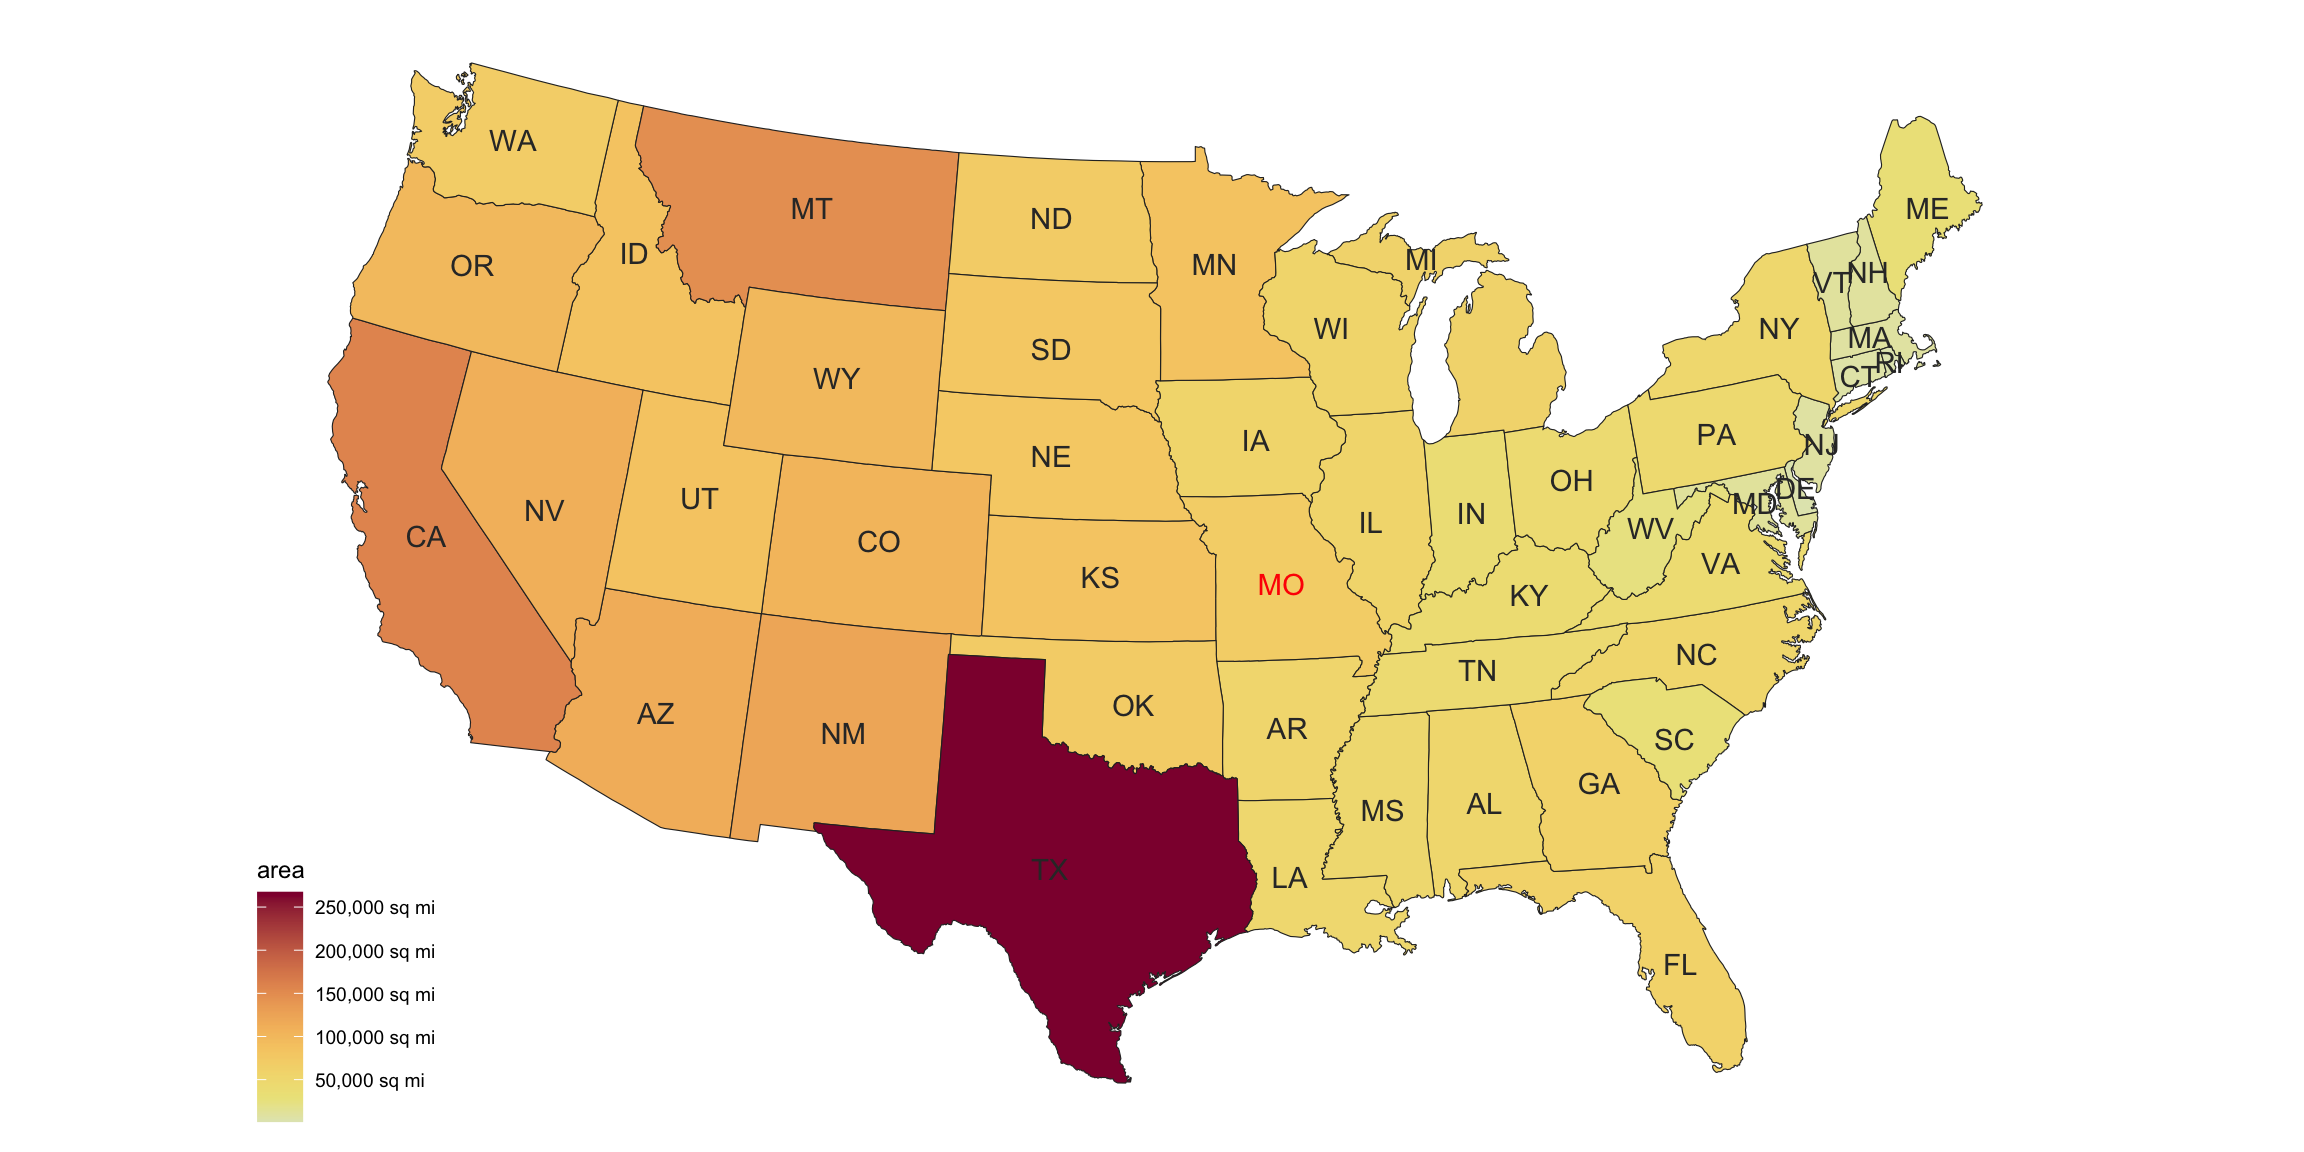 WA
MT
ND
ME
OR
ID
MN
MI
VT
NH
WI
NY
MA
SD
RI
WY
CT
IA
PA
NJ
NE
OH
UT
DE
MD
NV
IL
IN
WV
CA
CO
VA
KS
MO
KY
NC
TN
AZ
OK
AR
NM
SC
GA
MS
AL
TX
LA
FL
area
250,000 sq mi
200,000 sq mi
150,000 sq mi
100,000 sq mi
50,000 sq mi